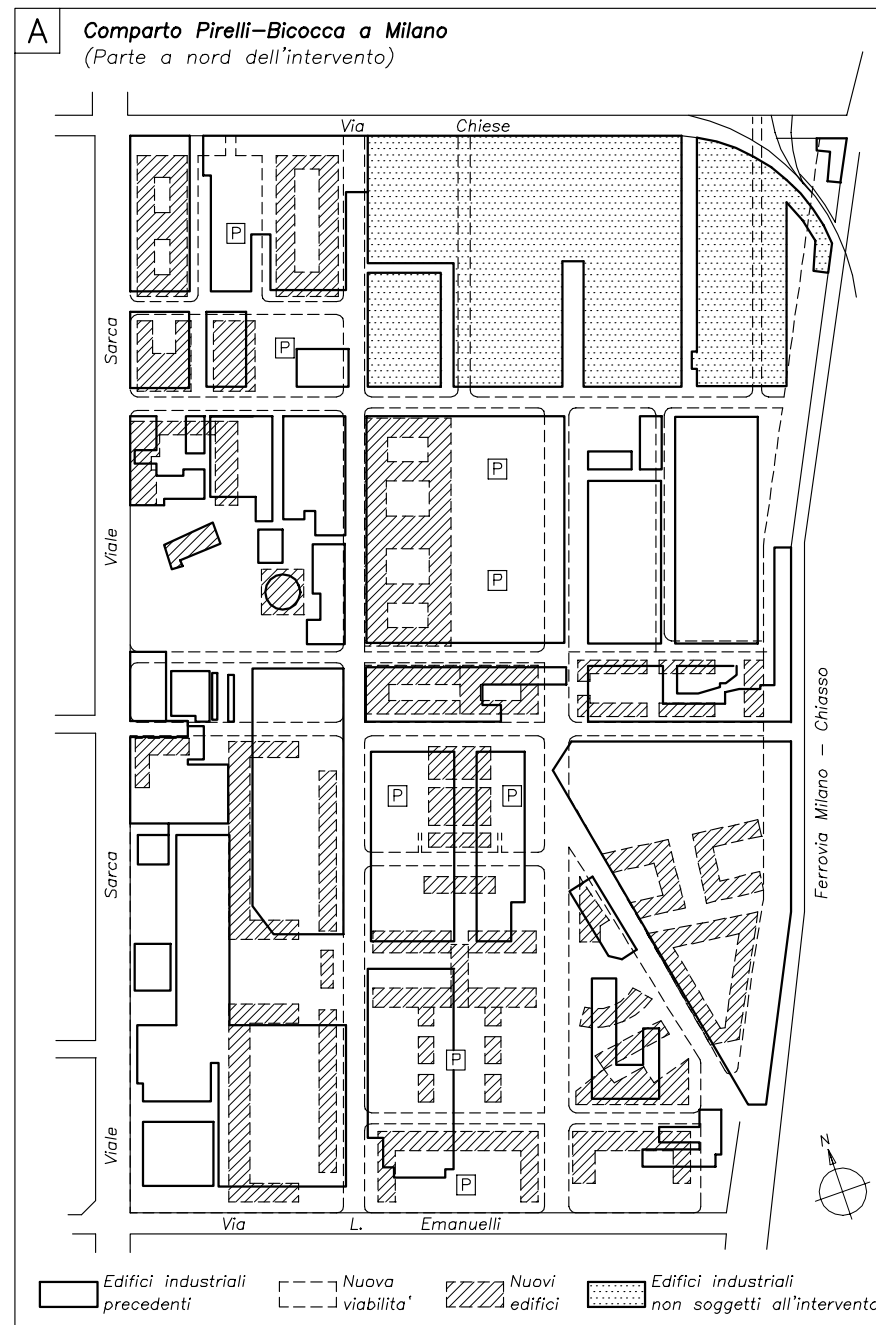 A
Comparto Pirelli-Bicocca a Milano
(Parte a nord dell'intervento)
Via Chiese
P
Sarca
P
P
Viale
P
Ferrovia Milano – Chiasso
P
P
Sarca
P
Viale
P
N
Via L. Emanuelli
Edifici industriali
precedenti
Nuova
viabilita'
Nuovi
edifici
Edifici industriali
non soggetti all'intervento